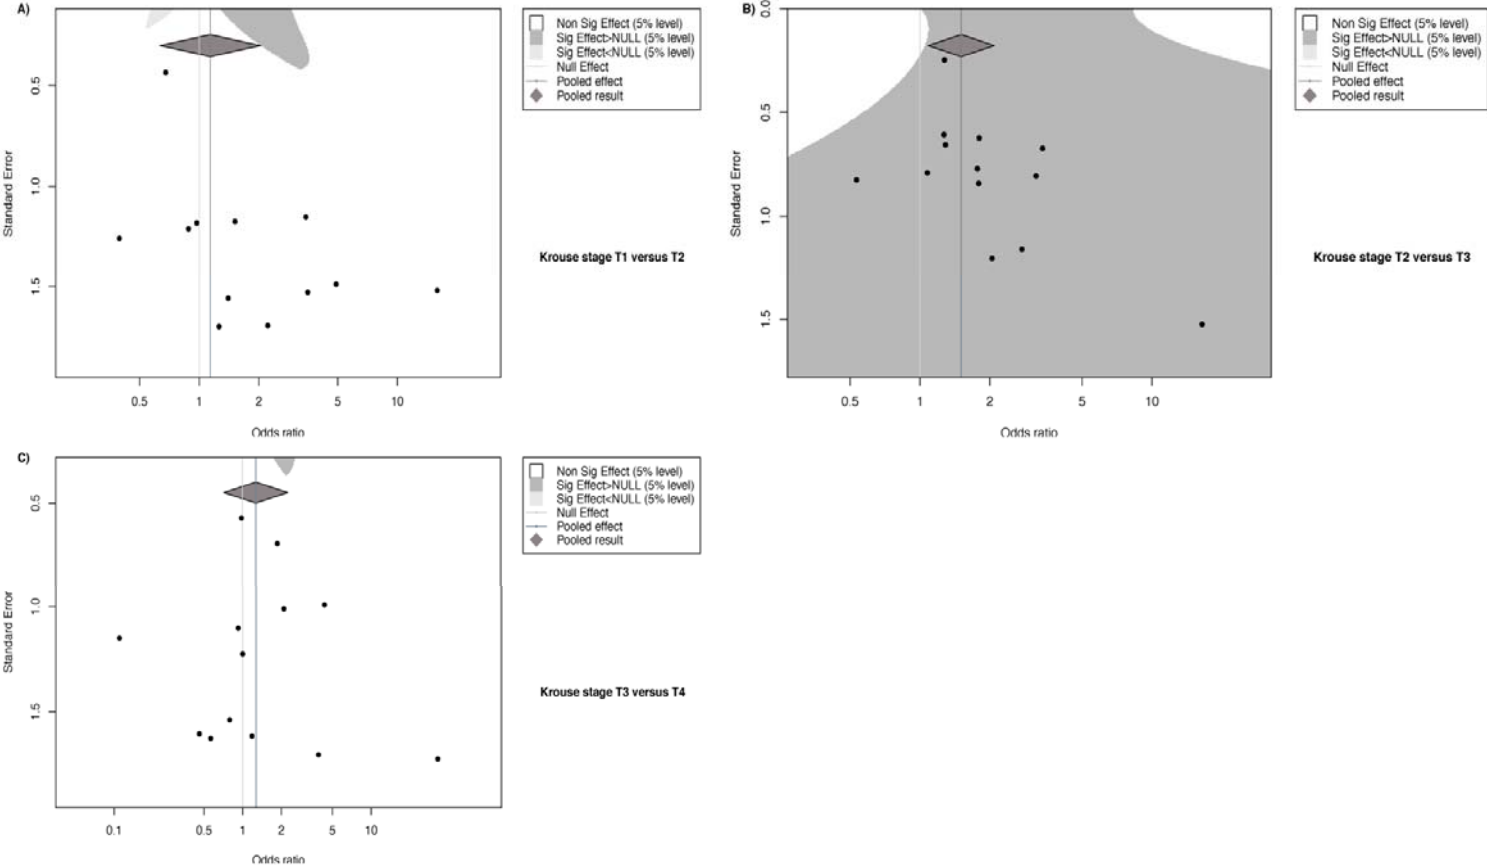 A)
Non Sig Effect (5% level)
Sig Effect>NULL (5% level)
Sig Effect<NULL (5% level)
Null Effect
Pooled effect
Pooled result
Standard Error
0.5
1.0
1.5
0.5 1 2 5 10
Odds ratio
Krouse stage T1 versus T2
B)
Non Sig Effect (5% level)
Sig Effect>NULL (5% level)
Sig Effect<NULL (5% level)
Null Effect
Pooled effect
Pooled result
Standard Error
0.0
0.5
1.0
1.5
0.5 1 2 5 10
Odds ratio
Krouse stage T2 versus T3
C)
Non Sig Effect (5% level)
Sig Effect>NULL (5% level)
Sig Effect<NULL (5% level)
Null Effect
Pooled effect
Pooled result
Standard Error
0.5
1.0
1.5
0.1 0.5 1 2 5 10
Odds ratio
Krouse stage T3 versus T4